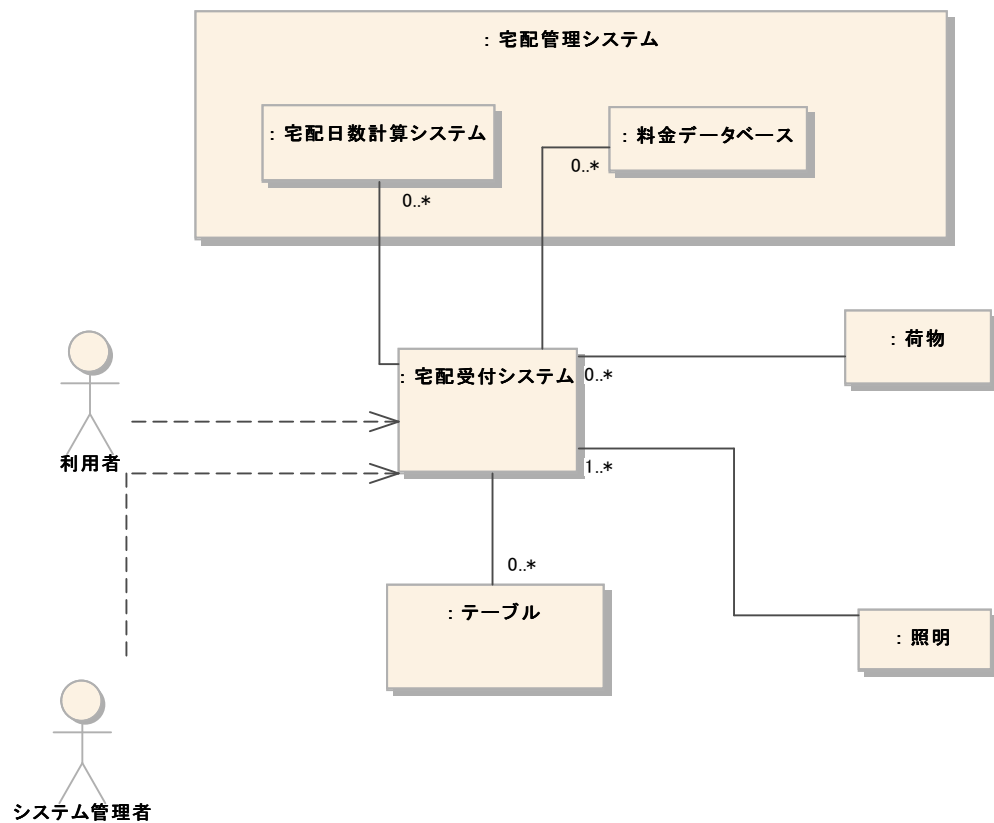 : 宅配管理システム
: 宅配日数計算システム
: 料金データベース
0..*
0..*
: 荷物
: 宅配受付システム
0..*
利用者
1..*
0..*
: テーブル
: 照明
システム管理者